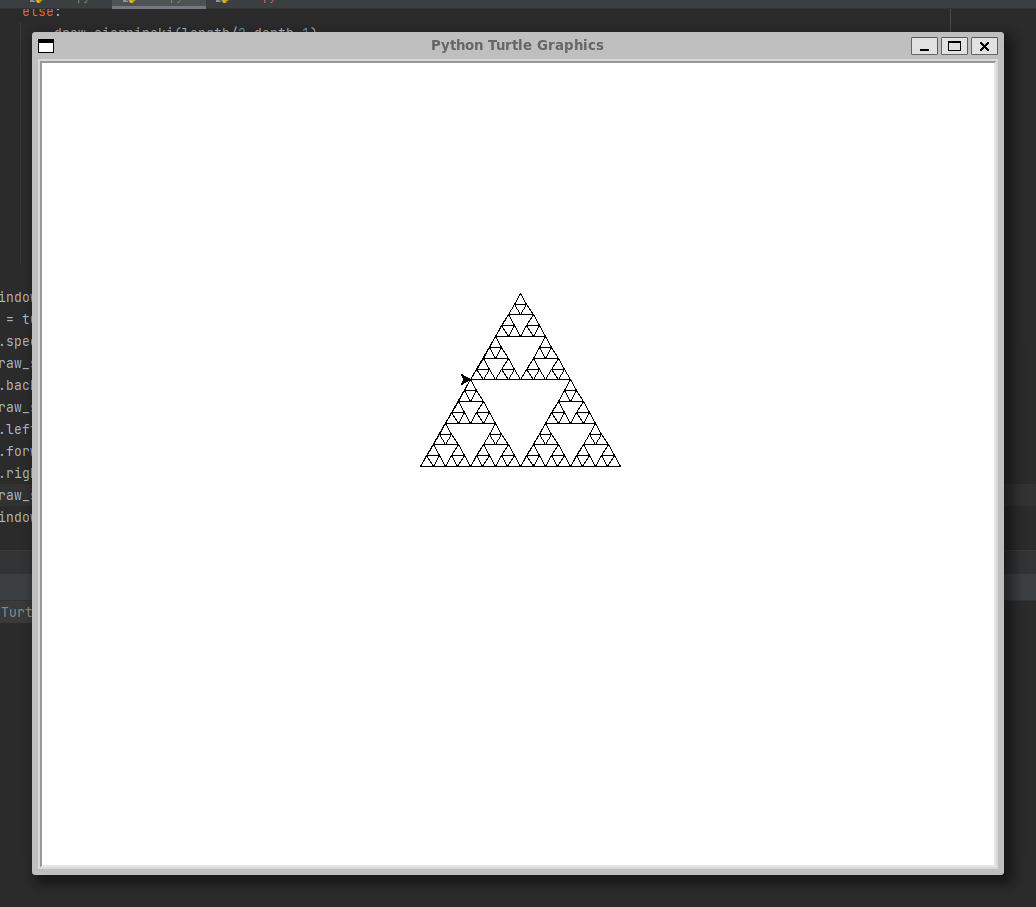 else:
Python Turtle Graphics
indo
= t
.spe
raw_
.bac
raw_
.lef
.for
.rig
raw_
indo
Turt